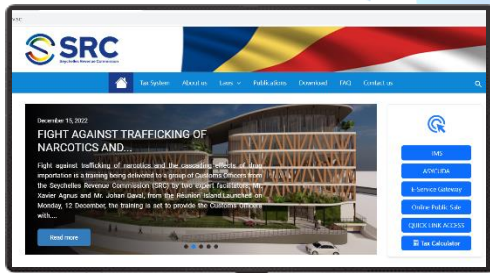 SRC
Seychelles Revenue Commission
Tax System About us Laws Publications Download FAQ Contact us
December 15, 2022
FIGHT AGAINST TRAFFICKING OF
NARCOTICS AND...
Fight against trafficking of narcotics and the cascading effects of drug
importation is a training being delivered to a group of Customs Officers from
the Seychelles Revenue Commission (SRC) by two expert facilitators, Mr.
Xavier Agnus and Mr. Johan Gaval, from the Reunion Island. Launched on
Monday, 12 December, the training is set to provide the Customs Officers
with....
Read more
IMS
ASYCUDA
E-Service Gateway
Online Public Sale
QUICK LINK ACCESS
Tax Calculator